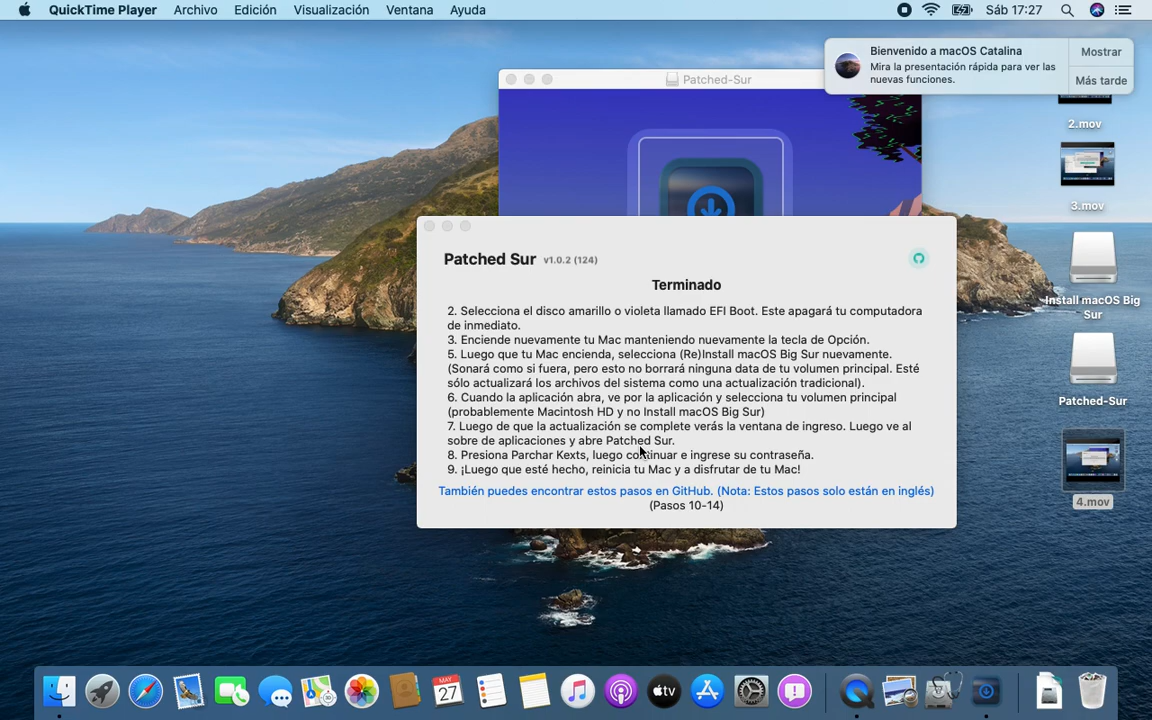 QuickTime Player Archivo Edición Visualización Ventana Ayuda Sáb 17:27
Bienvenido a macOS Catalina
Mira la presentación rápida para ver las
nuevas funciones.
Mostrar
Más tarde
Patched-Sur
2.mov
3.mov
Install macOS Big
Sur
Patched-Sur
4.mov
Patched Sur v1.0.2 (124)
Terminado
2. Selecciona el disco amarillo o violeta llamado EFI Boot. Este apagará tu computadora
de inmediato.
3. Enciende nuevamente tu Mac manteniendo nuevamente la tecla de Opción.
5. Luego que tu Mac encienda, selecciona (Re)Install macOS Big Sur nuevamente.
(Sonará como si fuera, pero esto no borrará ninguna data de tu volumen principal. Esté
sólo actualizará los archivos del sistema como una actualización tradicional).
6. Cuando la aplicación abra, ve por la aplicación y selecciona tu volumen principal
(probablemente Macintosh HD y no Install macOS Big Sur)
7. Luego de que la actualización se complete verás la ventana de ingreso. Luego ve al
sobre de aplicaciones y abre Patched Sur.
8. Presiona Parchar Kexts, luego continuar e ingrese su contraseña.
9. ¡Luego que esté hecho, reinicia tu Mac y a disfrutar de tu Mac!
También puedes encontrar estos pasos en GitHub. (Nota: Estos pasos solo están en inglés)
(Pasos 10-14)
MAY
27
tv